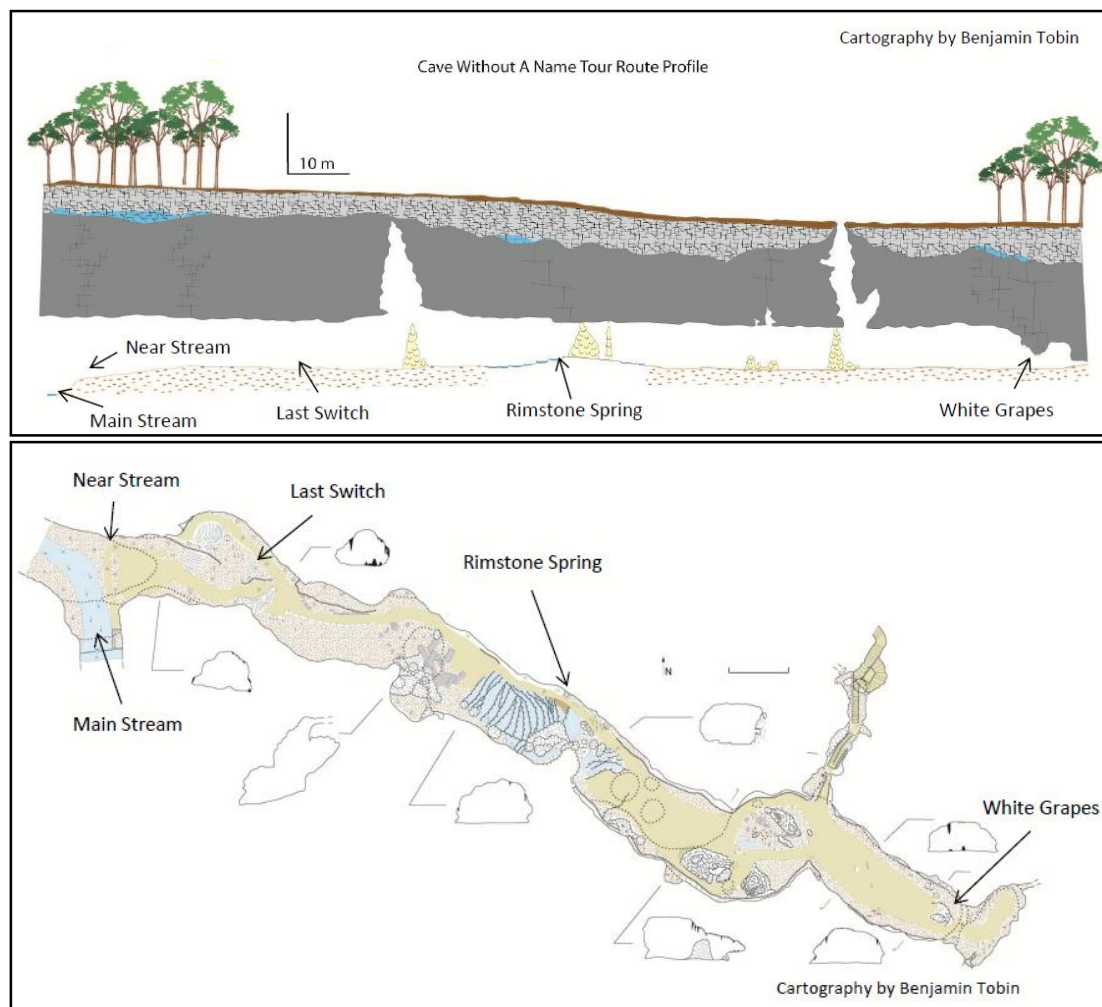 Cartography by Benjamin Tobin
Cave Without A Name Tour Route Profile
10 m
Near Stream
Main Stream
Last Switch
Rimstone Spring
White Grapes
Near Stream
Last Switch
Rimstone Spring
N
Main Stream
White Grapes
Cartography by Benjamin Tobin